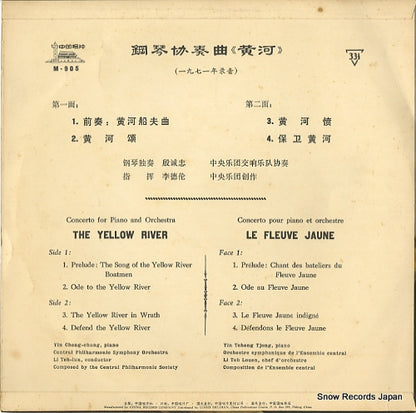 中国唱片
M-905
鋼琴协奏曲《黄河》
(一九七一年录音)
33⅓
第一面:
1. 前奏: 黄河船夫曲
2. 黄河頌
第二面:
3. 黄河愤
4. 保卫黄河
钢琴独奏 殷诚忠 中央乐团交响乐队协奏
指挥 李德伦 中央乐团创作
Concerto for Piano and Orchestra
THE YELLOW RIVER
Side 1:
1. Prelude: The Song of the Yellow River
Boatmen
2. Ode to the Yellow River
Side 2:
3. The Yellow River in Wrath
4. Defend the Yellow River
Yin Cheng-chung, piano
Central Philharmonic Symphony Orchestra
Li Teh-lun, conductor
Composed by the Central Philharmonic Society
Concerto pour piano et orchestre
LE FLEUVE JAUNE
Face 1:
1. Prélude: Chant des bateliers du
Fleuve Jaune
2. Ode au Fleuve Jaune
Face 2:
3. Le Fleuve Jaune indigné
4. Défendons le Fleuve Jaune
Yin Tcheng Tjong, piano
Orchestre symphonique de l'Ensemble central
Li Teh Louen, chef d'orchestre
Composition de l'Ensemble central
Snow Records Japan